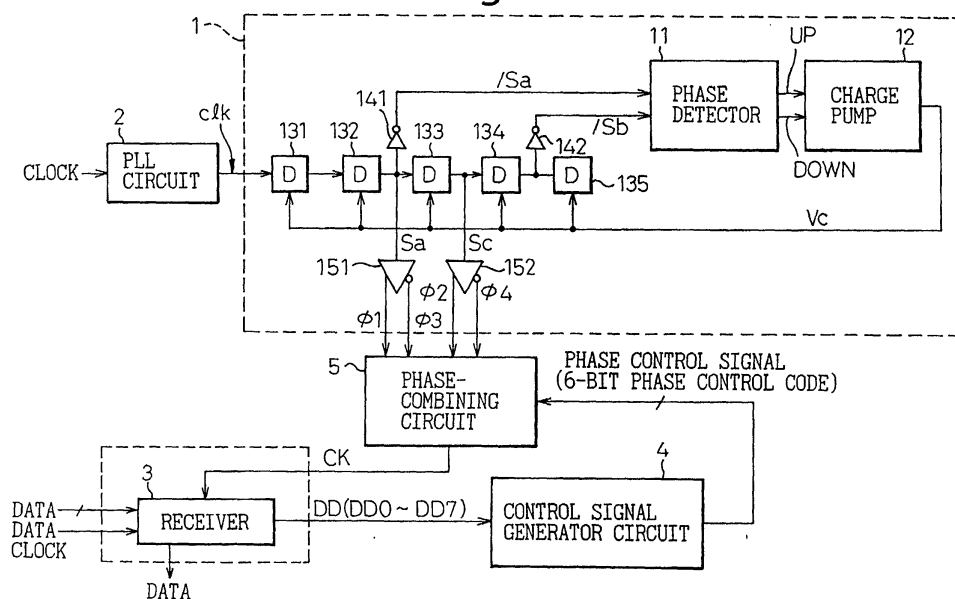 1
11
UP
12
/Sa
141
PHASE
DETECTOR
CHARGE
PUMP
clk
2
131
132
133
134
/Sb
142
CLOCK
PLL
CIRCUIT
D
D
D
D
D
135
DOWN
Vc
Sa
Sc
151
152
Φ2
Φ4
Φ1
Φ3
5
PHASE-
COMBINING
CIRCUIT
PHASE CONTROL SIGNAL
(6-BIT PHASE CONTROL CODE)
CK
3
4
DATA
DATA
CLOCK
RECEIVER
DD(DD0 ~ DD7)
CONTROL SIGNAL
GENERATOR CIRCUIT
DATA